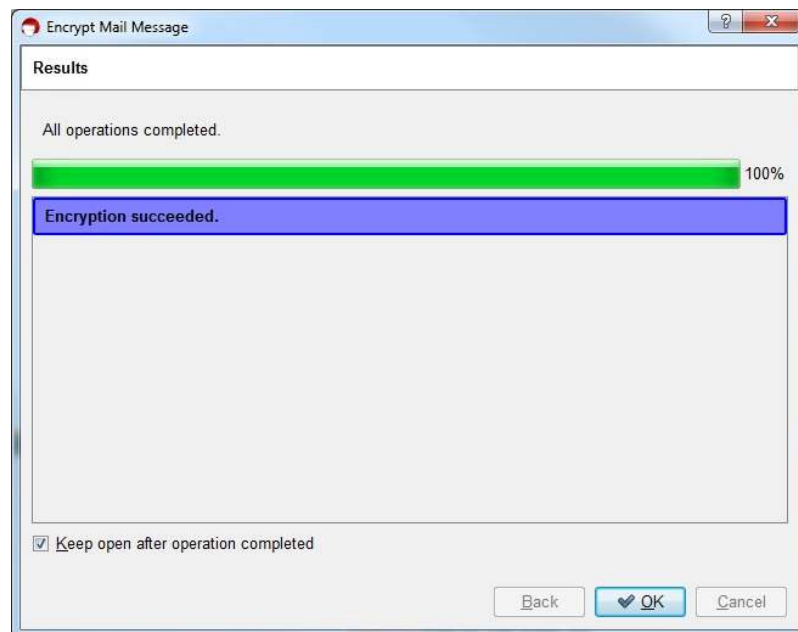 Encrypt Mail Message
Results
All operations completed.
100%
Encryption succeeded.
Keep open after operation completed
Back OK Cancel